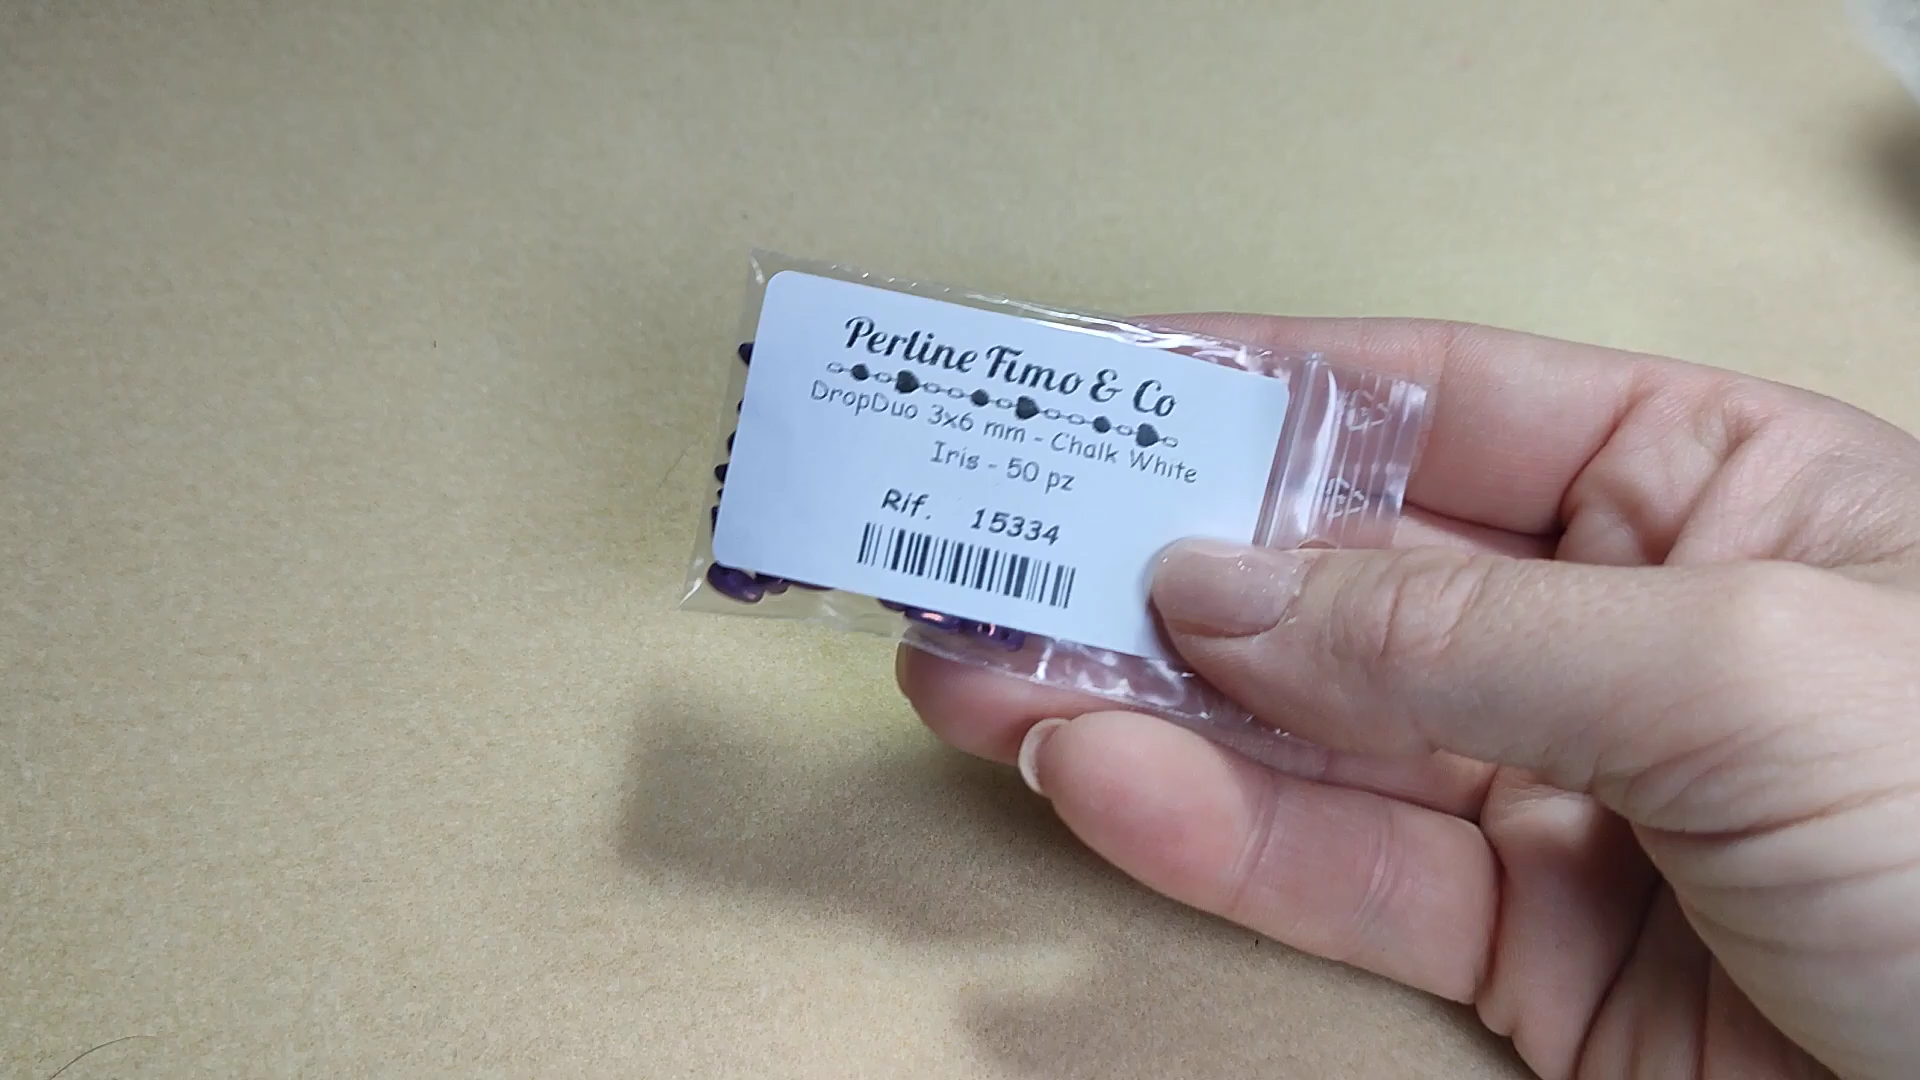 Perline Fimo & Co
DropDuo 3x6 mm - Chalk White
Iris - 50 pz
Rif. 15334